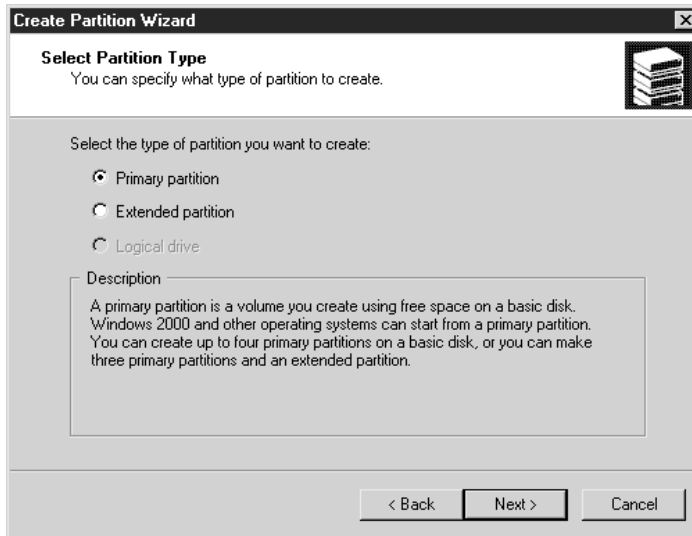 Create Partition Wizard
Select Partition Type
You can specify what type of partition to create.
Select the type of partition you want to create:
Primary partition
Extended partition
Logical drive
Description
A primary partition is a volume you create using free space on a basic disk.
Windows 2000 and other operating systems can start from a primary partition.
You can create up to four primary partitions on a basic disk, or you can make
three primary partitions and an extended partition.
< Back Next > Cancel